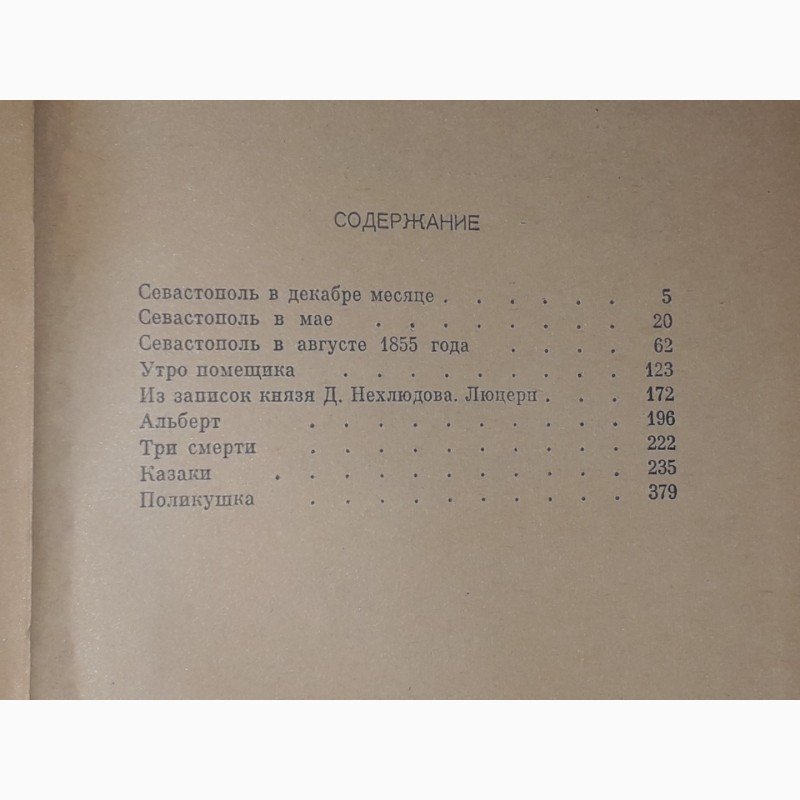 СОДЕРЖАНИЕ
Севастополь в декабре месяце . . . . . . 5
Севастополь в мае . . . . . . . . 20
Севастополь в августе 1855 года . . . . 62
Утро помещика . . . . . . . . . 123
Из записок князя Д. Нехлюдова. Люцерн . . . 172
Альберт . . . . . . . . . . 196
Три смерти . . . . . . . . . . 222
Казаки . . . . . . . . . . . 235
Поликушка . . . . . . . . . . 379